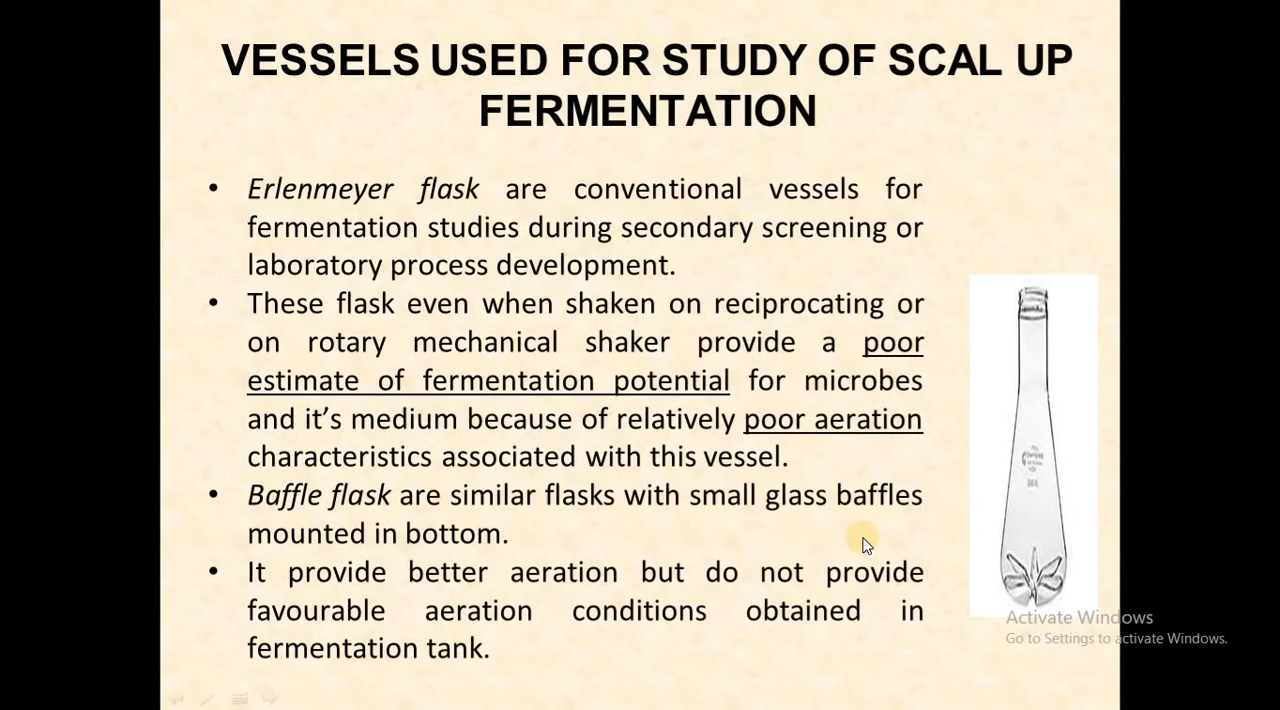 VESSELS USED FOR STUDY OF SCAL UP
FERMENTATION
• Erlenmeyer flask are conventional vessels for
fermentation studies during secondary screening or
laboratory process development.
• These flask even when shaken on reciprocating or
on rotary mechanical shaker provide a poor
estimate of fermentation potential for microbes
and it’s medium because of relatively poor aeration
characteristics associated with this vessel.
• Baffle flask are similar flasks with small glass baffles
mounted in bottom.
• It provide better aeration but do not provide
favourable aeration conditions obtained in
fermentation tank.
Activate Windows
Go to Settings to activate Windows.